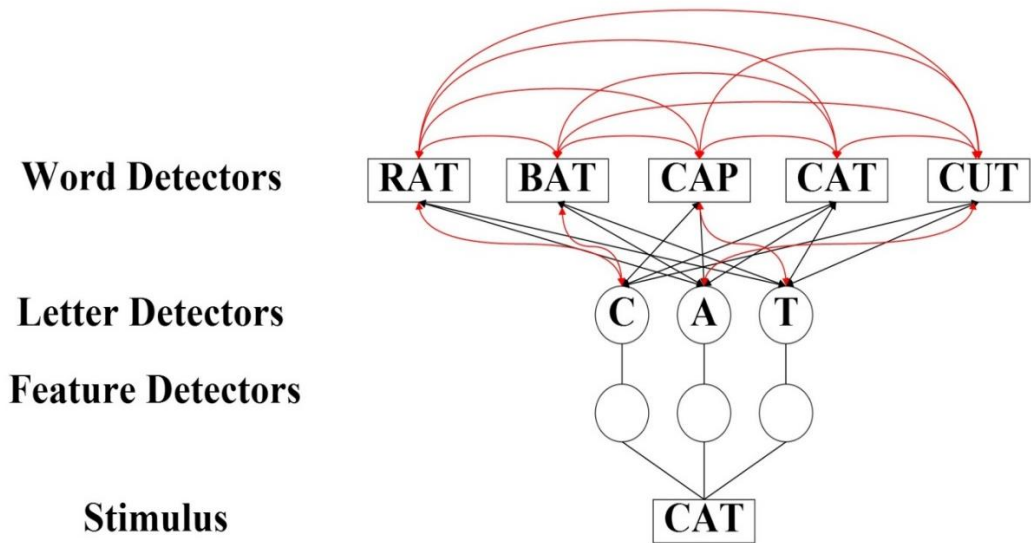 Word Detectors RAT BAT CAP CAT CUT
Letter Detectors C A T
Feature Detectors
Stimulus CAT